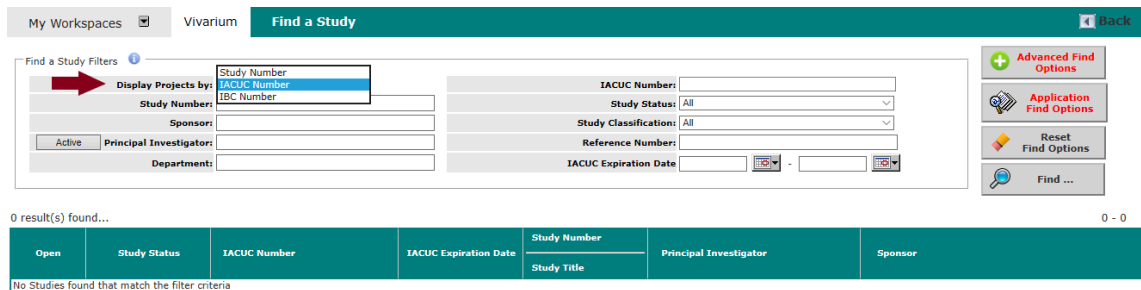 My Workspaces
Vivarium
Find a Study
Back
Find a Study Filters
Display Projects by:
Study Number
IACUC Number
IBC Number
IACUC Number:
Study Number:
Study Status: All
Sponsor:
Study Classification: All
Active
Principal Investigator:
Reference Number:
Department:
IACUC Expiration Date
-
Advanced Find
Options
Application
Find Options
Reset
Find Options
Find ...
0 result(s) found...
0 - 0
Open
Study Status
IACUC Number
IACUC Expiration Date
Study Number
Study Title
Principal Investigator
Sponsor
No Studies found that match the filter criteria